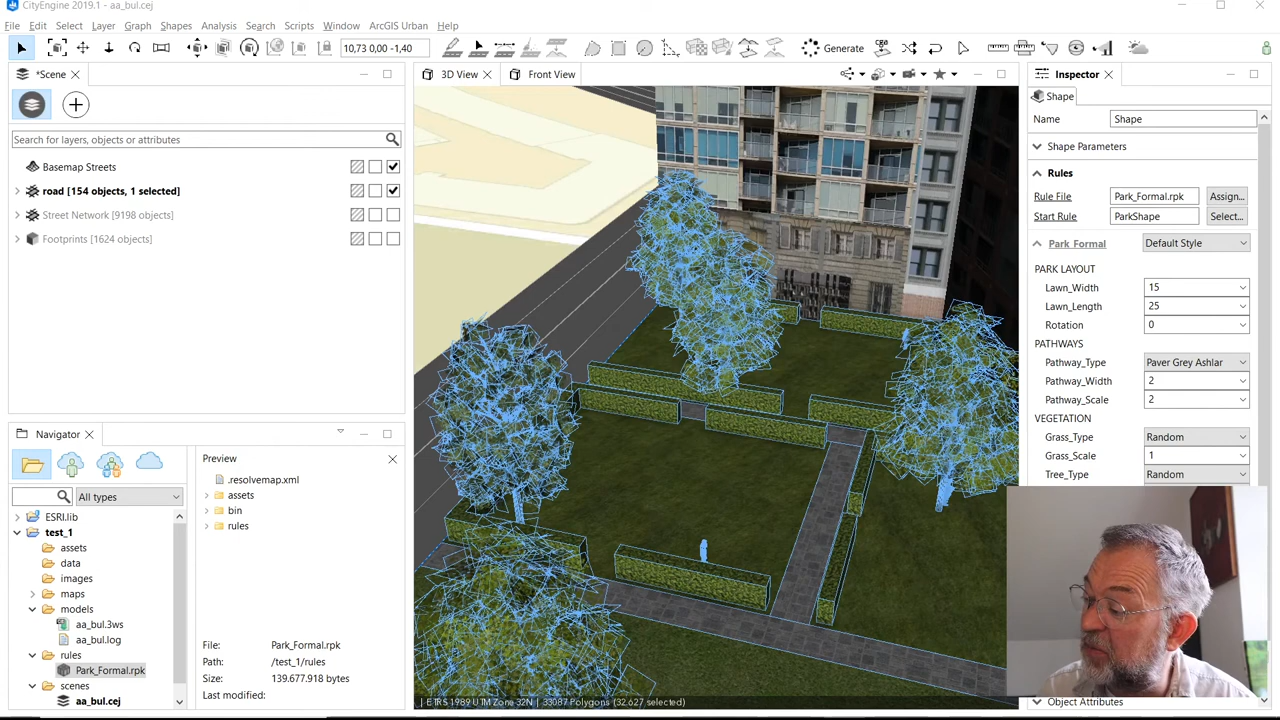 CityEngine 2019.1 - aa_bul.cej
File Edit Select Layer Graph Shapes Analysis Search Scripts Window ArcGIS Urban Help
10,73 0,00 -1,40
Generate
*Scene
3D View
Front View
Inspector
Shape
Search for layers, objects or attributes
Name
Shape
Shape Parameters
Basemap Streets
Rules
road [154 objects, 1 selected]
Rule File
Park_Formal.rpk
Assign...
Street Network [9198 objects]
Start Rule
ParkShape
Select...
Footprints [1624 objects]
Park Formal
Default Style
PARK LAYOUT
Lawn_Width
15
Lawn_Length
25
Rotation
0
PATHWAYS
Pathway_Type
Paver Grey Ashlar
Pathway_Width
2
Pathway_Scale
2
VEGETATION
Grass_Type
Random
Grass_Scale
1
Tree_Type
Random
Object Attributes
Navigator
All types
ESRI.lib
test_1
assets
data
images
maps
models
aa_bul.3ws
aa_bul.log
rules
Park_Formal.rpk
scenes
aa_bul.cej
Preview
.resolvemap.xml
assets
bin
rules
File:
Park_Formal.rpk
Path:
/test_1/rules
Size:
139.677.918 bytes
Last modified:
ETRS 1989 UTM Zone 32N | 33087 Polygons (32.627 selected)